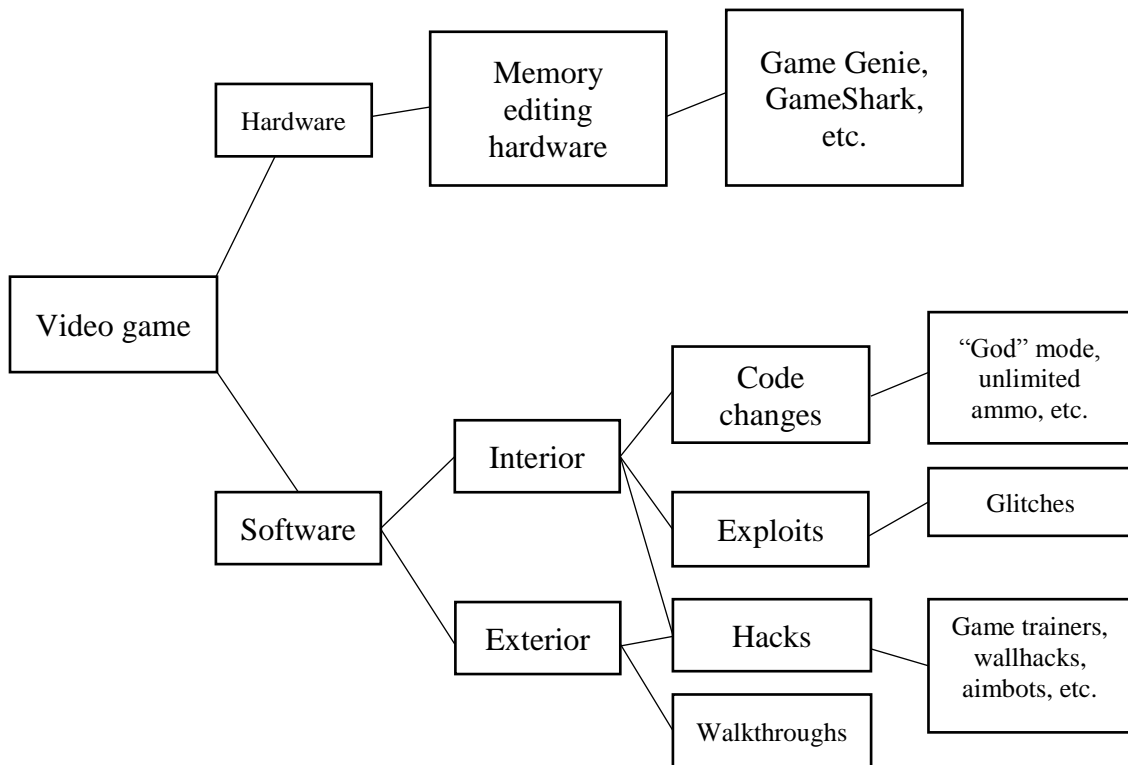 Hardware
Memory
editing
hardware
Game Genie,
GameShark,
etc.
Video game
Software
Interior
Exterior
Code
changes
“God” mode,
unlimited
ammo, etc.
Exploits
Glitches
Hacks
Game trainers,
wallhacks,
aimbots, etc.
Walkthroughs